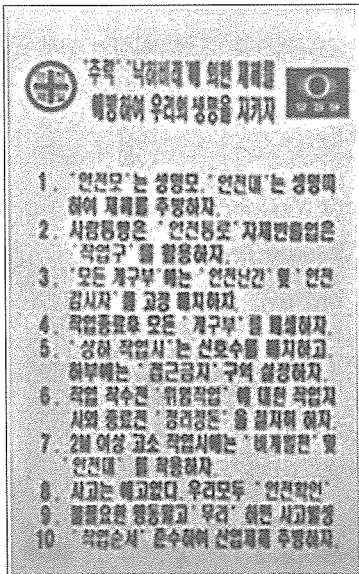 "추락" "낙하비래"에 의한 재해를
예방하여 우리의 생명을 지키자
1. "안전모"는 생명모, "안전대"는 생명띠
하여 재해를 추방하자.
2. 사람통행은 "안전통로" 자재반출입은
"작업구"를 활용하자.
3. "모든 개구부"에는 "안전난간" 및 "안전
감시자"를 고정 배치하자.
4. 작업종료후 모든 "개구부"를 폐쇄하자.
5. "상하 작업시"는 신호수를 배치하고,
하부에는 "접근금지" 구역 설정하자.
6. 작업 착수전 "위험작업"에 대한 작업지
시와 종료전 "정리정돈"을 철저히 하자.
7. 2M 이상 고소 작업시에는 "비계발판" 및
"안전대"를 착용하자.
8. 사고는 예고없다. 우리모두 "안전확인"
9. 불필요한 행동말고 "무리"하면 사고발생
10 "작업순서" 준수하여 산업재해 추방하자.